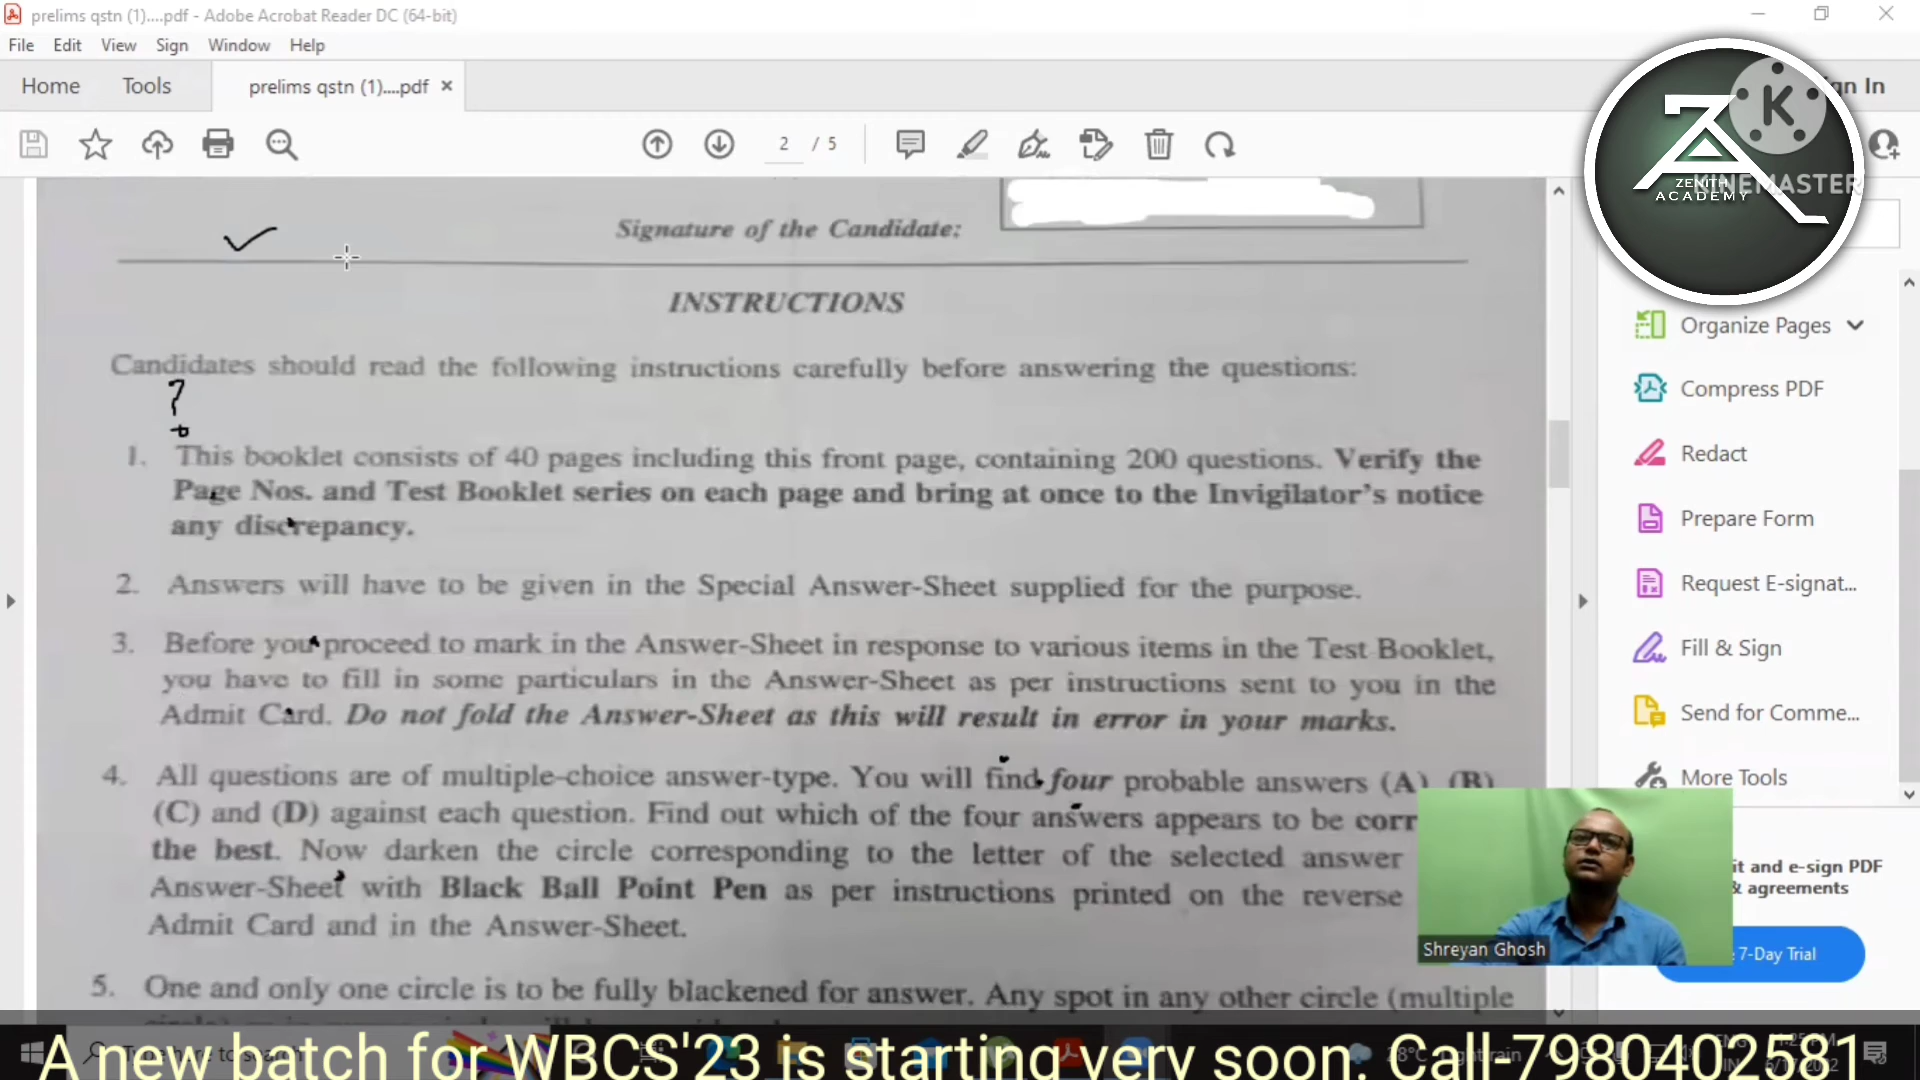 prelims qstn (1)....pdf - Adobe Acrobat Reader DC (64-bit)
File Edit View Sign Window Help
Home Tools prelims qstn (1)....pdf × gn In
2 / 5
K
KINEMASTER
ZENITH
ACADEMY
Signature of the Candidate:
INSTRUCTIONS
Candidates should read the following instructions carefully before answering the questions:
?
1. This booklet consists of 40 pages including this front page, containing 200 questions. Verify the
Page Nos. and Test Booklet series on each page and bring at once to the Invigilator's notice
any discrepancy.
2. Answers will have to be given in the Special Answer-Sheet supplied for the purpose.
3. Before you proceed to mark in the Answer-Sheet in response to various items in the Test Booklet,
you have to fill in some particulars in the Answer-Sheet as per instructions sent to you in the
Admit Card. Do not fold the Answer-Sheet as this will result in error in your marks.
4. All questions are of multiple-choice answer-type. You will find four probable answers (A), (B)
(C) and (D) against each question. Find out which of the four answers appears to be corr
the best. Now darken the circle corresponding to the letter of the selected answer
Answer-Sheet with Black Ball Point Pen as per instructions printed on the reverse
Admit Card and in the Answer-Sheet.
5. One and only one circle is to be fully blackened for answer. Any spot in any other circle (multiple
Organize Pages
Compress PDF
Redact
Prepare Form
Request E-signat...
Fill & Sign
Send for Comme...
More Tools
it and e-sign PDF
& agreements
7-Day Trial
Shreyan Ghosh
A new batch for WBCS'23 is starting very soon. Call-7980402581